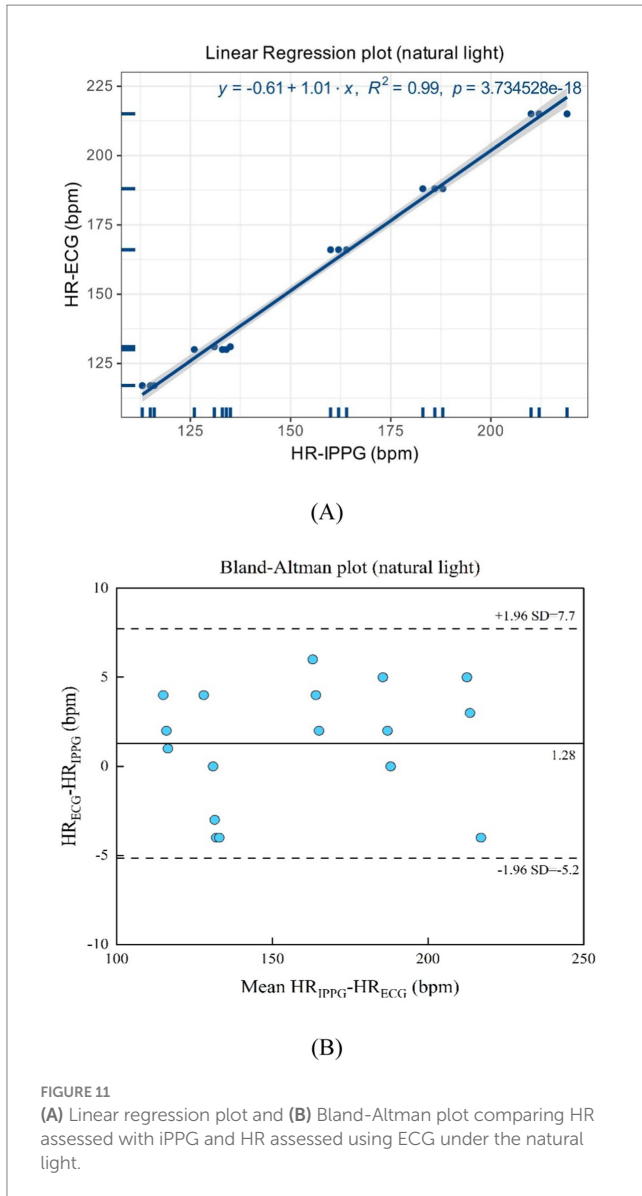 Linear Regression plot (natural light)
y = -0.61 + 1.01 · x, R² = 0.99, p = 3.734528e-18
225
200
175
150
125
HR-ECG (bpm)
125 150 175 200
HR-IPPG (bpm)
(A)
Bland-Altman plot (natural light)
10
5
0
-5
-10
HR_ECG-HR_IPPG (bpm)
+1.96 SD=7.7
1.28
-1.96 SD=-5.2
100 150 200 250
Mean HR_IPPG-HR_ECG (bpm)
(B)
FIGURE 11
(A) Linear regression plot and (B) Bland-Altman plot comparing HR
assessed with iPPG and HR assessed using ECG under the natural
light.